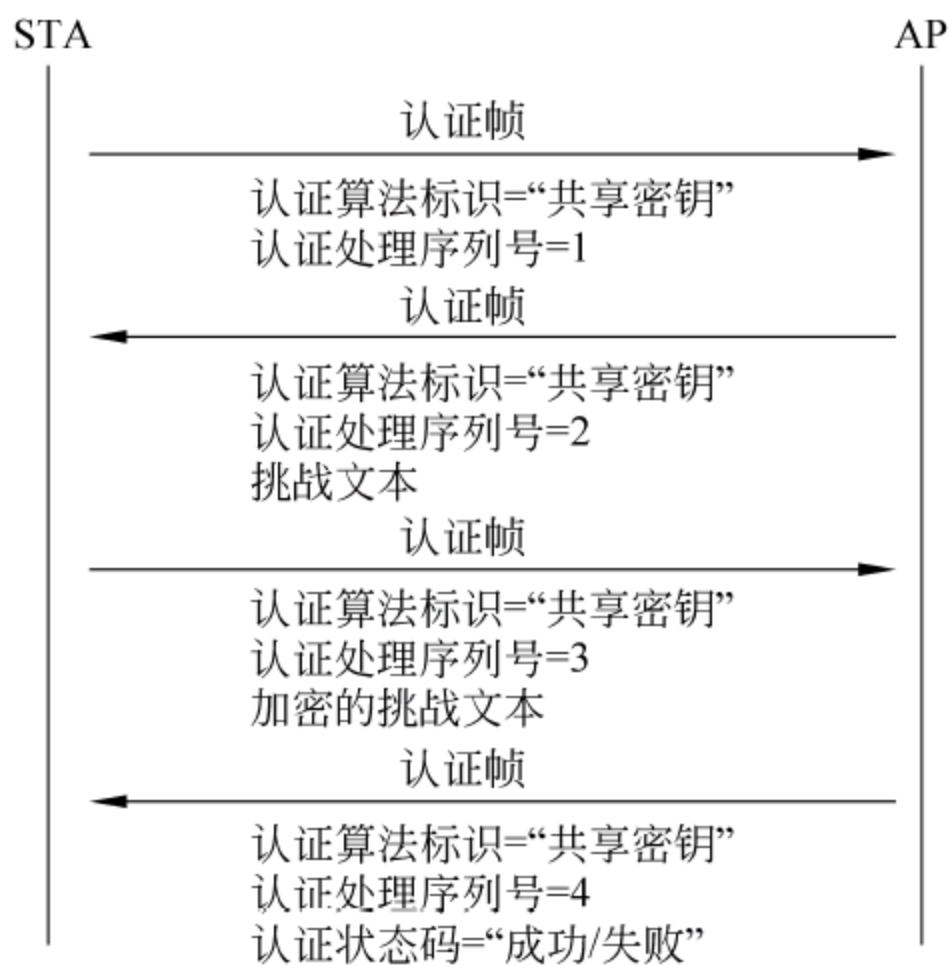 STA AP
认证帧
认证算法标识=“共享密钥”
认证处理序列号=1
认证帧
认证算法标识=“共享密钥”
认证处理序列号=2
挑战文本
认证帧
认证算法标识=“共享密钥”
认证处理序列号=3
加密的挑战文本
认证帧
认证算法标识=“共享密钥”
认证处理序列号=4
认证状态码=“成功/失败”